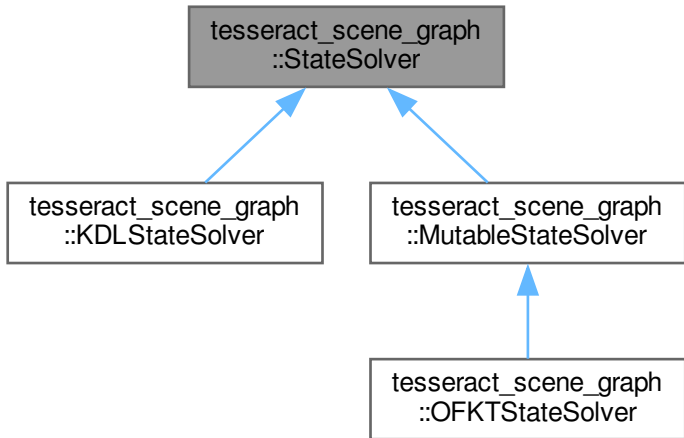 tesseract_scene_graph
::StateSolver
tesseract_scene_graph
::KDLStateSolver
tesseract_scene_graph
::MutableStateSolver
tesseract_scene_graph
::OFKTStateSolver